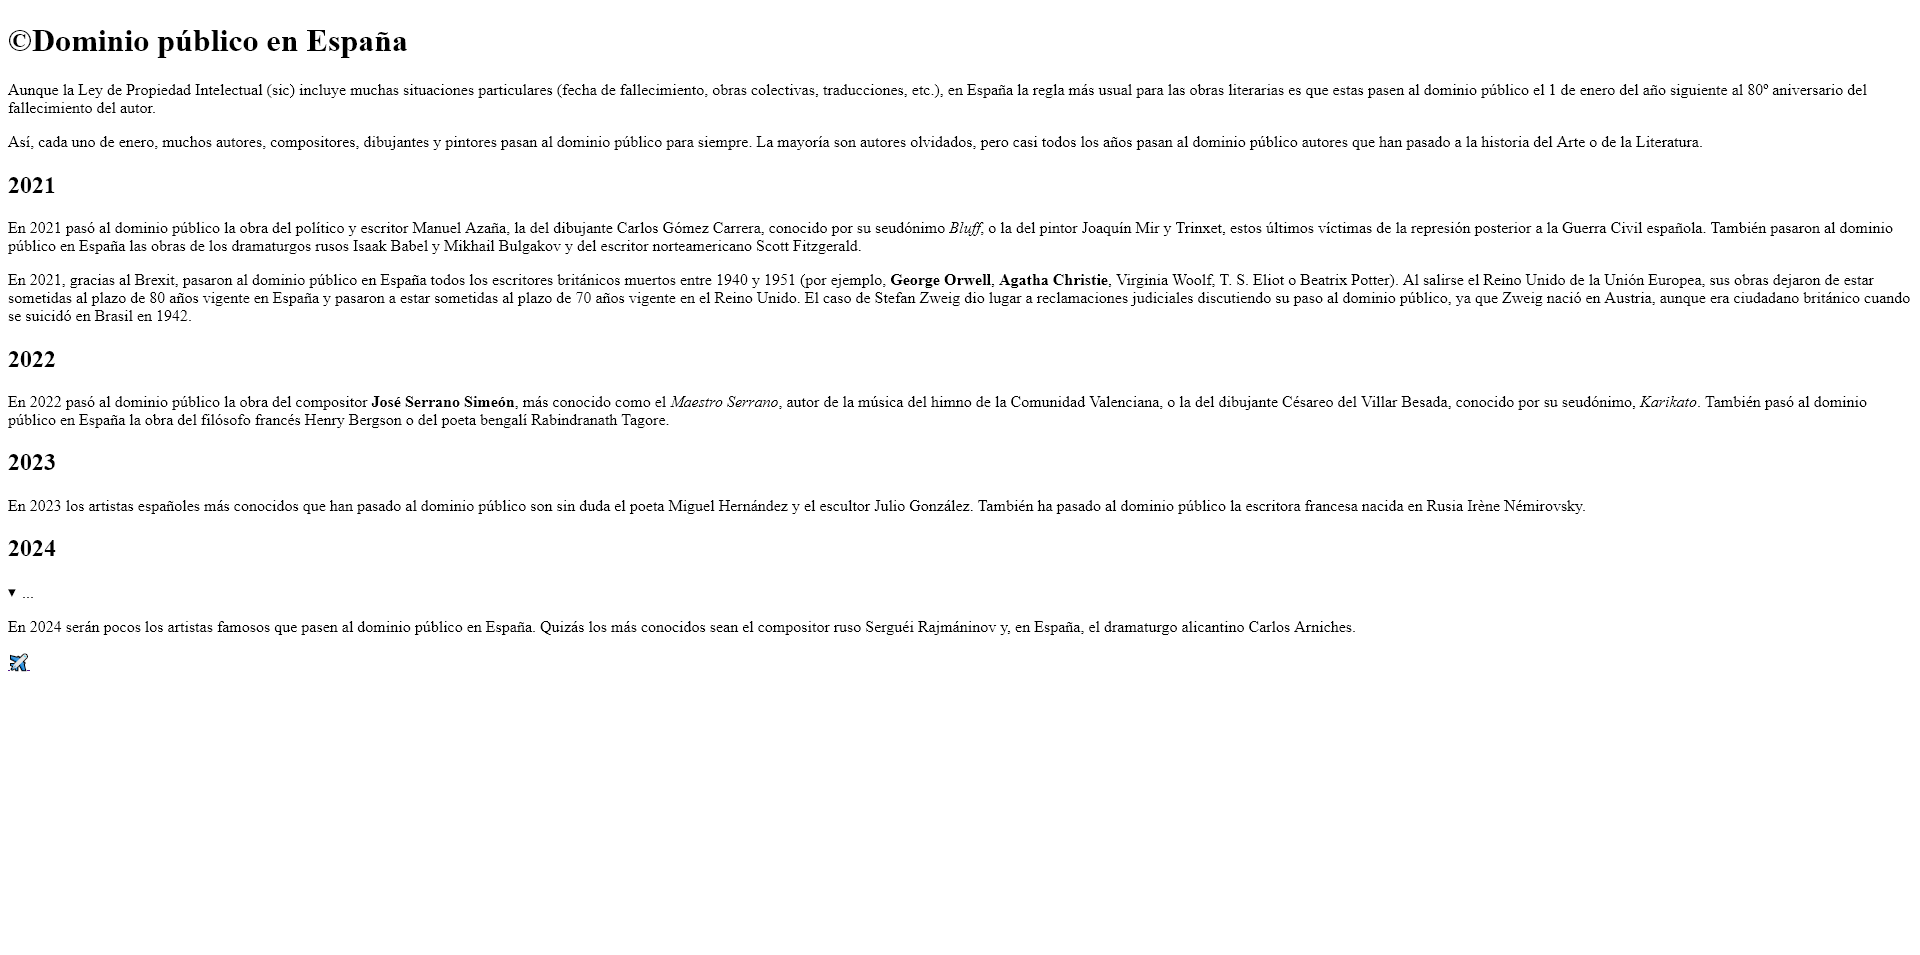 ©Dominio público en España
Aunque la Ley de Propiedad Intelectual (sic) incluye muchas situaciones particulares (fecha de fallecimiento, obras colectivas, traducciones, etc.), en España la regla más usual para las obras literarias es que estas pasen al dominio público el 1 de enero del año siguiente al 80º aniversario del
fallecimiento del autor.
Así, cada uno de enero, muchos autores, compositores, dibujantes y pintores pasan al dominio público para siempre. La mayoría son autores olvidados, pero casi todos los años pasan al dominio público autores que han pasado a la historia del Arte o de la Literatura.
2021
En 2021 pasó al dominio público la obra del político y escritor Manuel Azaña, la del dibujante Carlos Gómez Carrera, conocido por su seudónimo Bluff, o la del pintor Joaquín Mir y Trinxet, estos últimos víctimas de la represión posterior a la Guerra Civil española. También pasaron al dominio
público en España las obras de los dramaturgos rusos Isaak Babel y Mikhail Bulgakov y del escritor norteamericano Scott Fitzgerald.
En 2021, gracias al Brexit, pasaron al dominio público en España todos los escritores británicos muertos entre 1940 y 1951 (por ejemplo, George Orwell, Agatha Christie, Virginia Woolf, T. S. Eliot o Beatrix Potter). Al salirse el Reino Unido de la Unión Europea, sus obras dejaron de estar
sometidas al plazo de 80 años vigente en España y pasaron a estar sometidas al plazo de 70 años vigente en el Reino Unido. El caso de Stefan Zweig dio lugar a reclamaciones judiciales discutiendo su paso al dominio público, ya que Zweig nació en Austria, aunque era ciudadano británico cuando
se suicidó en Brasil en 1942.
2022
En 2022 pasó al dominio público la obra del compositor José Serrano Simeón, más conocido como el Maestro Serrano, autor de la música del himno de la Comunidad Valenciana, o la del dibujante Césareo del Villar Besada, conocido por su seudónimo, Karikato. También pasó al dominio
público en España la obra del filósofo francés Henry Bergson o del poeta bengalí Rabindranath Tagore.
2023
En 2023 los artistas españoles más conocidos que han pasado al dominio público son sin duda el poeta Miguel Hernández y el escultor Julio González. También ha pasado al dominio público la escritora francesa nacida en Rusia Irène Némirovsky.
2024
▾ ...
En 2024 serán pocos los artistas famosos que pasen al dominio público en España. Quizás los más conocidos sean el compositor ruso Serguéi Rajmáninov y, en España, el dramaturgo alicantino Carlos Arniches.